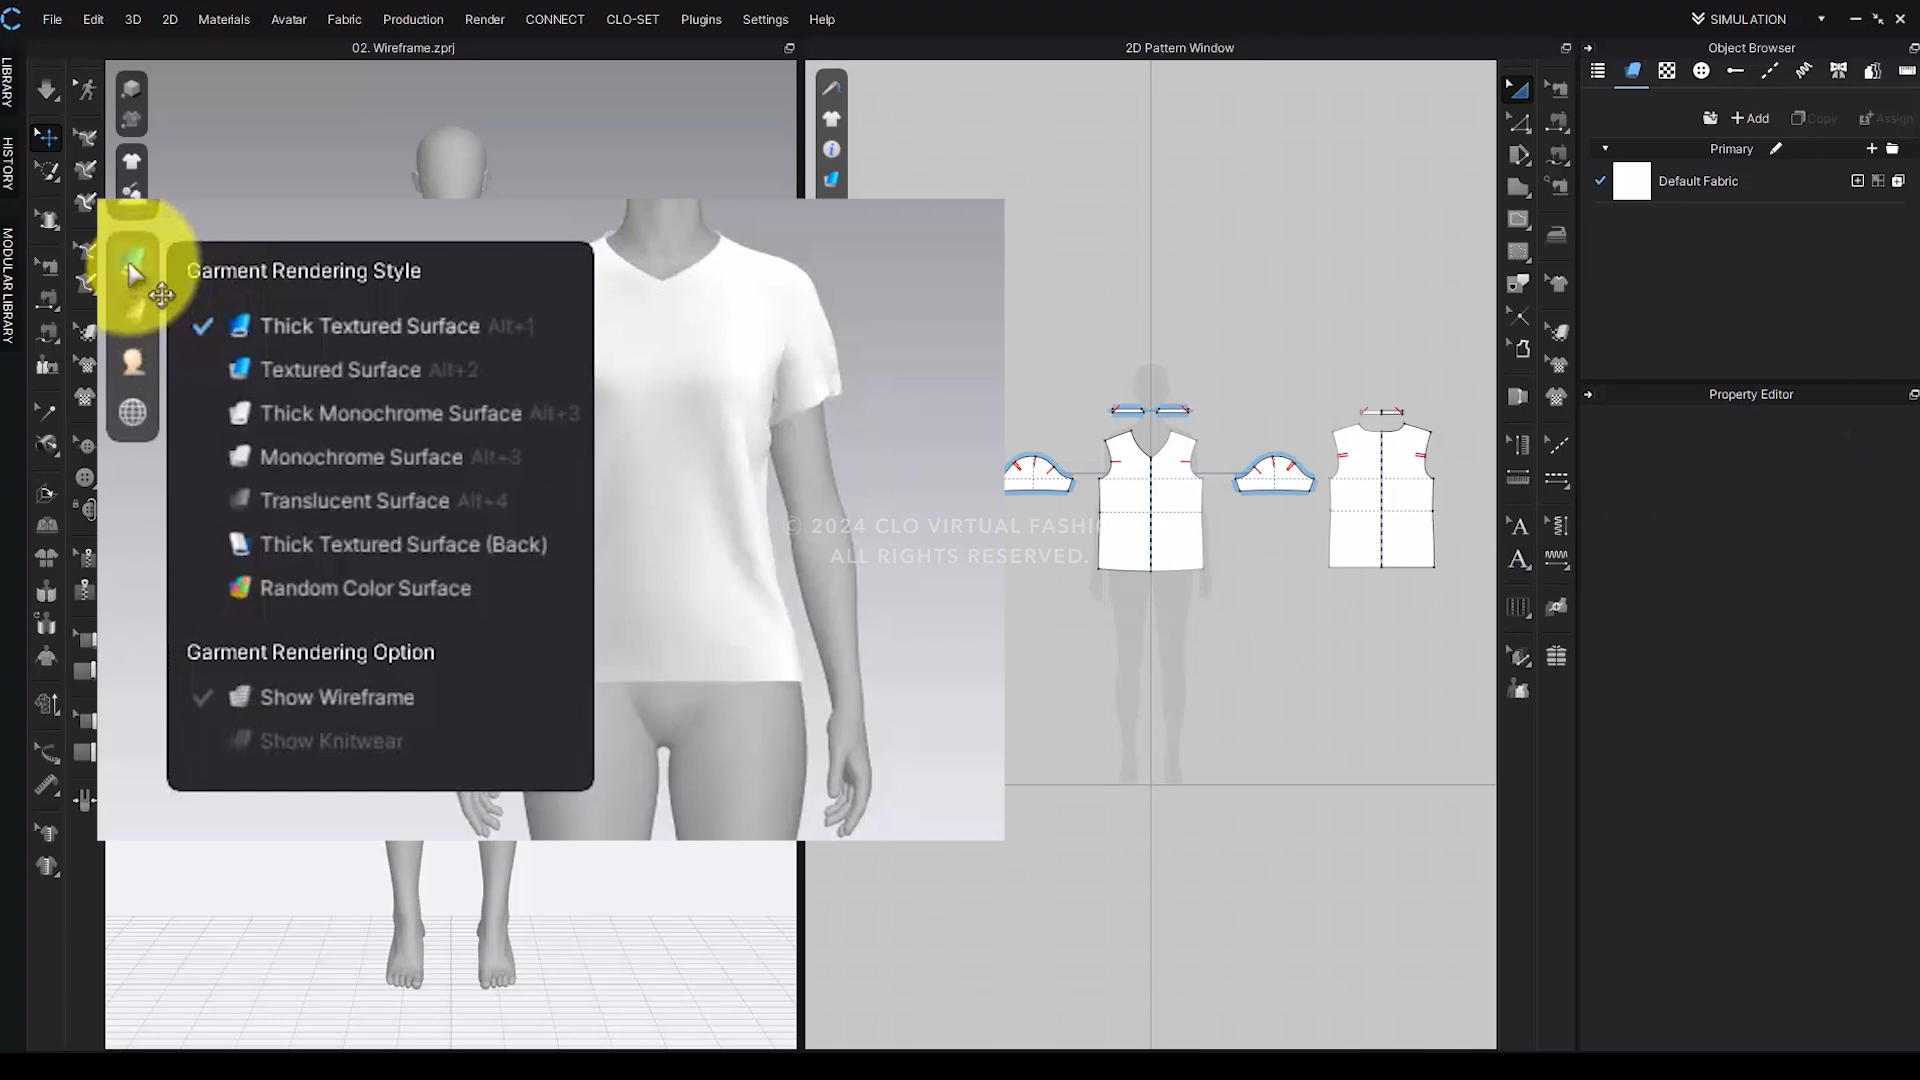 File Edit 3D 2D Materials Avatar Fabric Production Render CONNECT CLO-SET Plugins Settings Help
SIMULATION
02. Wireframe.zprj
2D Pattern Window
Object Browser
LIBRARY
HISTORY
MODULAR LIBRARY
Add Copy Assign
Primary
Default Fabric
Property Editor
Garment Rendering Style
Thick Textured Surface Alt+1
Textured Surface Alt+2
Thick Monochrome Surface Alt+3
Monochrome Surface Alt+3
Translucent Surface Alt+4
Thick Textured Surface (Back)
Random Color Surface
Garment Rendering Option
Show Wireframe
Show Knitwear
© 2024 CLO VIRTUAL FASHIO
ALL RIGHTS RESERVED.
A
A